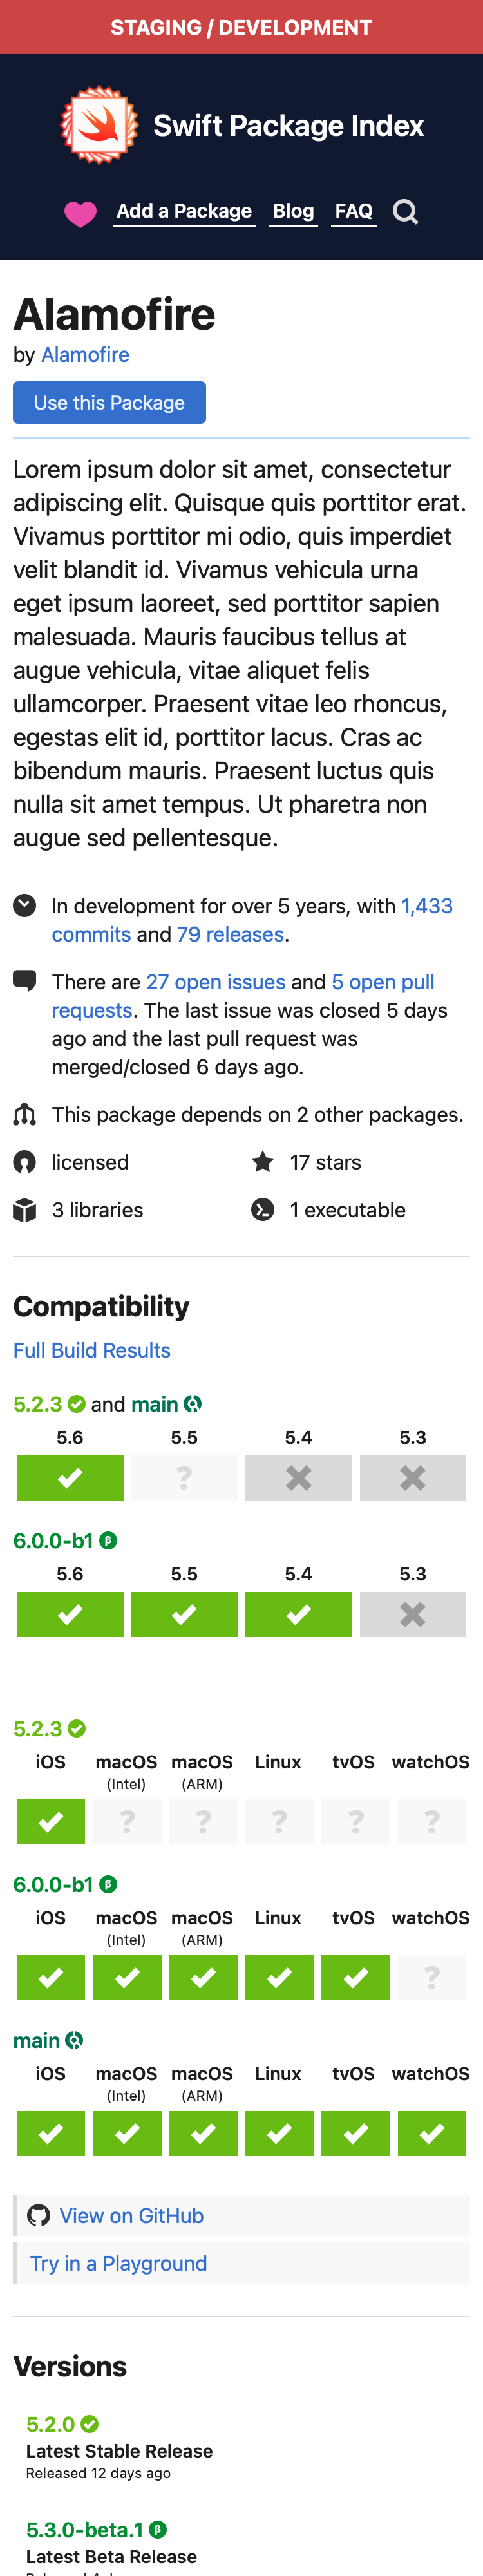 STAGING / DEVELOPMENT
Swift Package Index
Add a Package Blog FAQ
Alamofire
by Alamofire
Use this Package
Lorem ipsum dolor sit amet, consectetur
adipiscing elit. Quisque quis porttitor erat.
Vivamus porttitor mi odio, quis imperdiet
velit blandit id. Vivamus vehicula urna
eget ipsum laoreet, sed porttitor sapien
malesuada. Mauris faucibus tellus at
augue vehicula, vitae aliquet felis
ullamcorper. Praesent vitae leo rhoncus,
egestas elit id, porttitor lacus. Cras ac
bibendum mauris. Praesent luctus quis
nulla sit amet tempus. Ut pharetra non
augue sed pellentesque.
In development for over 5 years, with 1,433
commits and 79 releases.
There are 27 open issues and 5 open pull
requests. The last issue was closed 5 days
ago and the last pull request was
merged/closed 6 days ago.
This package depends on 2 other packages.
licensed 17 stars
3 libraries 1 executable
Compatibility
Full Build Results
5.2.3 and main
5.6 5.5 5.4 5.3
?
6.0.0-b1 β
5.6 5.5 5.4 5.3
5.2.3
iOS macOS macOS Linux tvOS watchOS
(Intel) (ARM)
? ? ? ? ?
6.0.0-b1 β
iOS macOS macOS Linux tvOS watchOS
(Intel) (ARM)
?
main
iOS macOS macOS Linux tvOS watchOS
(Intel) (ARM)
View on GitHub
Try in a Playground
Versions
5.2.0
Latest Stable Release
Released 12 days ago
5.3.0-beta.1 β
Latest Beta Release